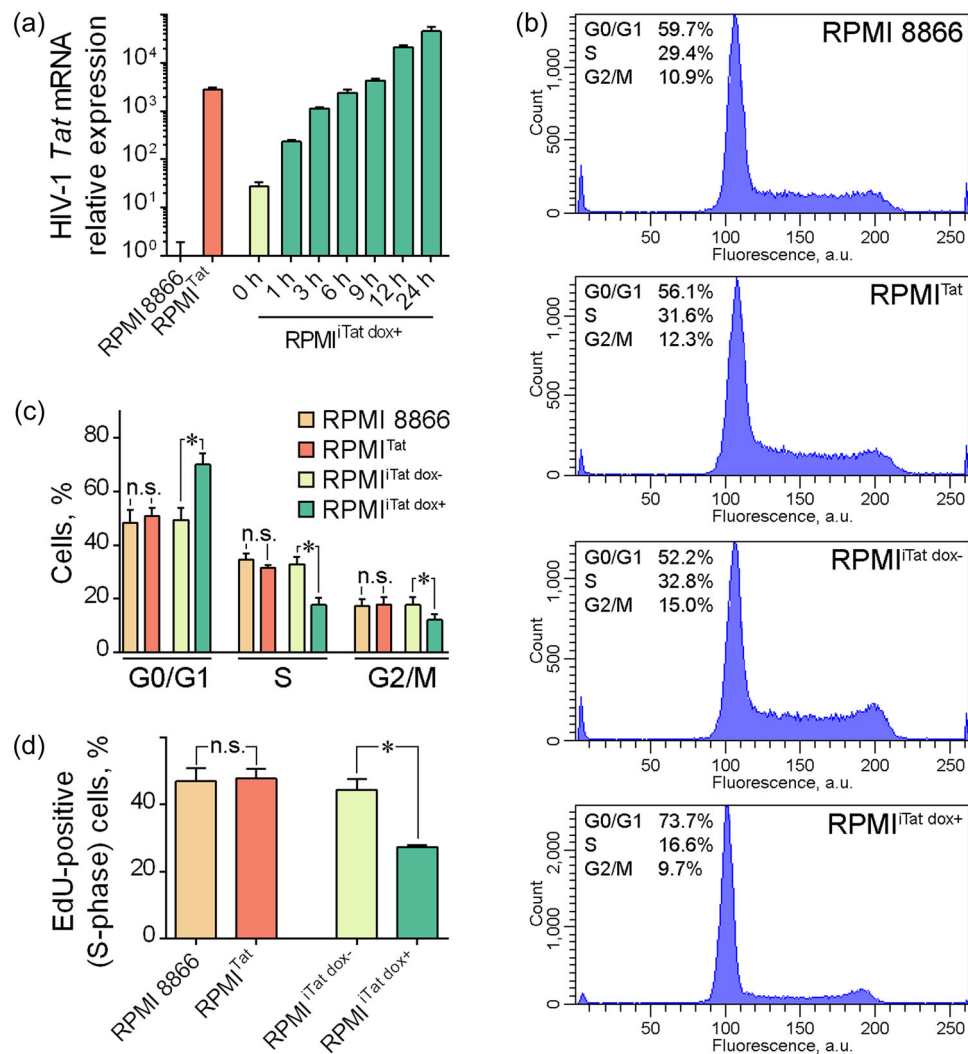 (a)
HIV-1 Tat mRNA
relative expression
10⁴
10³
10²
10¹
10⁰
RPMI 8866
RPMI^Tat
0 h
1 h
3 h
6 h
9 h
12 h
24 h
RPMI^iTat dox+
(b)
G0/G1 59.7%
S 29.4%
G2/M 10.9%
RPMI 8866
Count
0 500 1,000
50 100 150 200 250
Fluorescence, a.u.
G0/G1 56.1%
S 31.6%
G2/M 12.3%
RPMI^Tat
Count
0 500 1,000
50 100 150 200 250
Fluorescence, a.u.
G0/G1 52.2%
S 32.8%
G2/M 15.0%
RPMI^iTat dox-
Count
0 500 1,000
50 100 150 200 250
Fluorescence, a.u.
G0/G1 73.7%
S 16.6%
G2/M 9.7%
RPMI^iTat dox+
Count
0 1,000 2,000
50 100 150 200 250
Fluorescence, a.u.
(c)
Cells, %
80
60
40
20
0
RPMI 8866
RPMI^Tat
RPMI^iTat dox-
RPMI^iTat dox+
n.s. *
n.s. *
n.s. *
G0/G1 S G2/M
(d)
EdU-positive
(S-phase) cells, %
40
20
0
n.s. *
RPMI 8866
RPMI^Tat
RPMI^iTat dox-
RPMI^iTat dox+